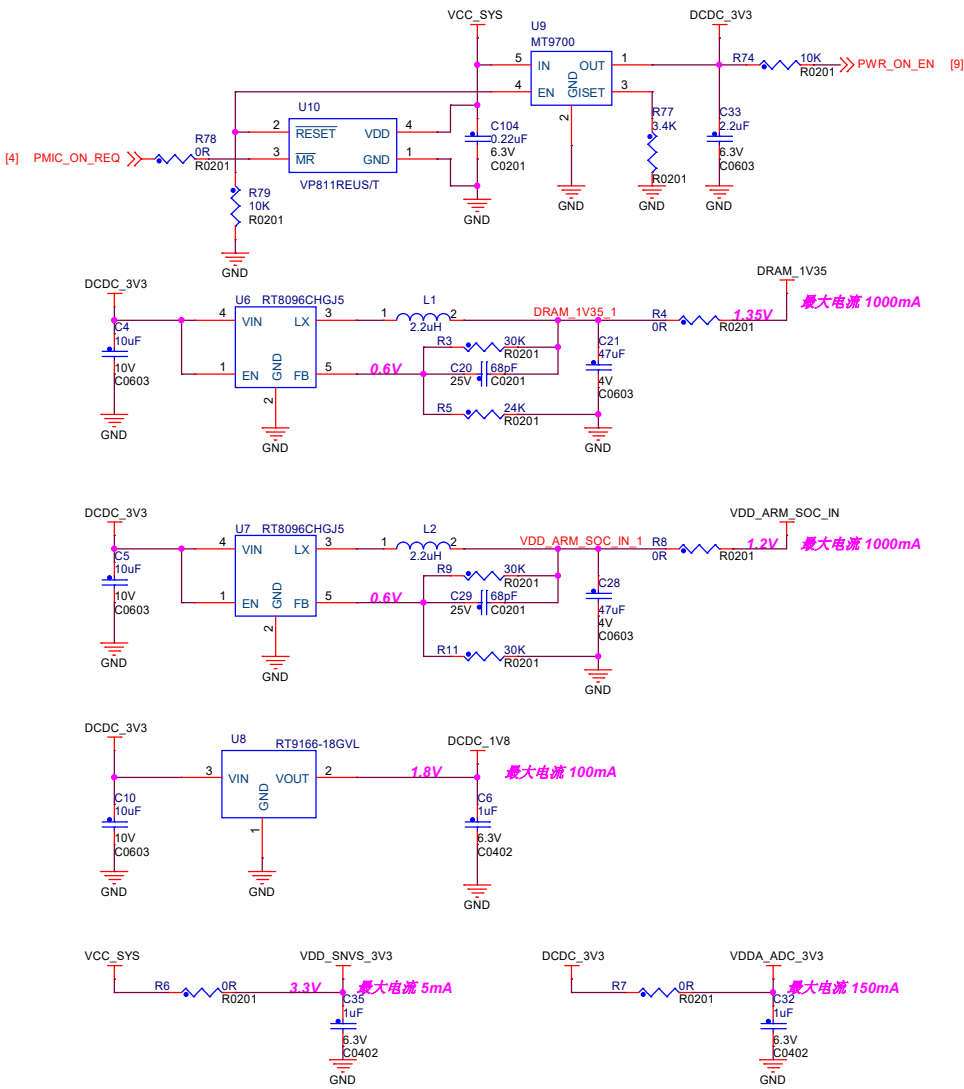 VCC_SYS
DCDC_3V3
U9
MT9700
5 IN OUT 1
4 EN GND ISET 3
2
R74 10K
R0201
PWR_ON_EN [9]
U10
2 RESET VDD 4
3 MR GND 1
VP811REUS/T
[4] PMIC_ON_REQ
R78
0R
R0201
R79
10K
R0201
GND
C104
0.22uF
6.3V
C0201
GND
GND
R77
3.4K
R0201
GND
C33
2.2uF
6.3V
C0603
GND
DCDC_3V3
C4
10uF
10V
C0603
GND
U6 RT8096CHGJ5
4 VIN LX 3
1 EN GND FB 5
2
GND
L1
1 2
2.2uH
DRAM_1V35_1
R3 30K
R0201
0.6V
C20 68pF
25V C0201
R5 24K
R0201
C21
47uF
4V
C0603
GND
R4
0R
R0201
1.35V
DRAM_1V35
最大电流 1000mA
DCDC_3V3
C5
10uF
10V
C0603
GND
U7 RT8096CHGJ5
4 VIN LX 3
1 EN GND FB 5
2
GND
L2
1 2
2.2uH
VDD_ARM_SOC_IN_1
R9 30K
R0201
0.6V
C29 68pF
25V C0201
R11 30K
R0201
C28
47uF
4V
C0603
GND
R8
0R
R0201
1.2V
VDD_ARM_SOC_IN
最大电流 1000mA
DCDC_3V3
C10
10uF
10V
C0603
GND
U8
RT9166-18GVL
3 VIN VOUT 2
GND
1
GND
1.8V
DCDC_1V8
最大电流 100mA
C6
1uF
6.3V
C0402
GND
VCC_SYS
R6 0R
R0201
3.3V
VDD_SNVS_3V3
最大电流 5mA
C35
1uF
6.3V
C0402
GND
DCDC_3V3
R7 0R
R0201
VDDA_ADC_3V3
最大电流 150mA
C32
1uF
6.3V
C0402
GND